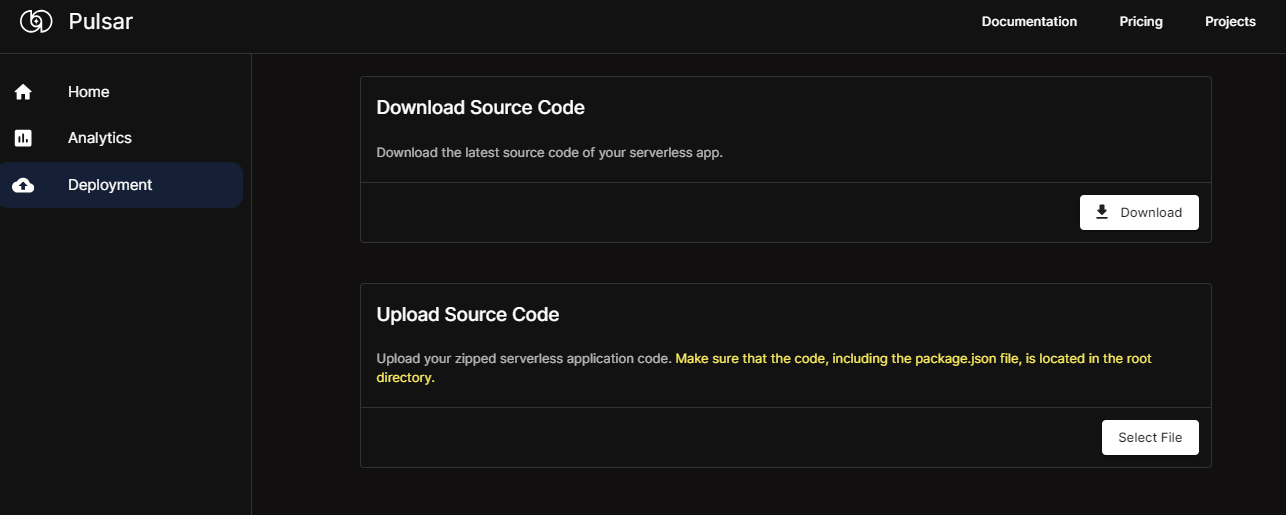 Pulsar
Documentation
Pricing
Projects
Home
Analytics
Deployment
Download Source Code
Download the latest source code of your serverless app.
Download
Upload Source Code
Upload your zipped serverless application code. Make sure that the code, including the package.json file, is located in the root
directory.
Select File